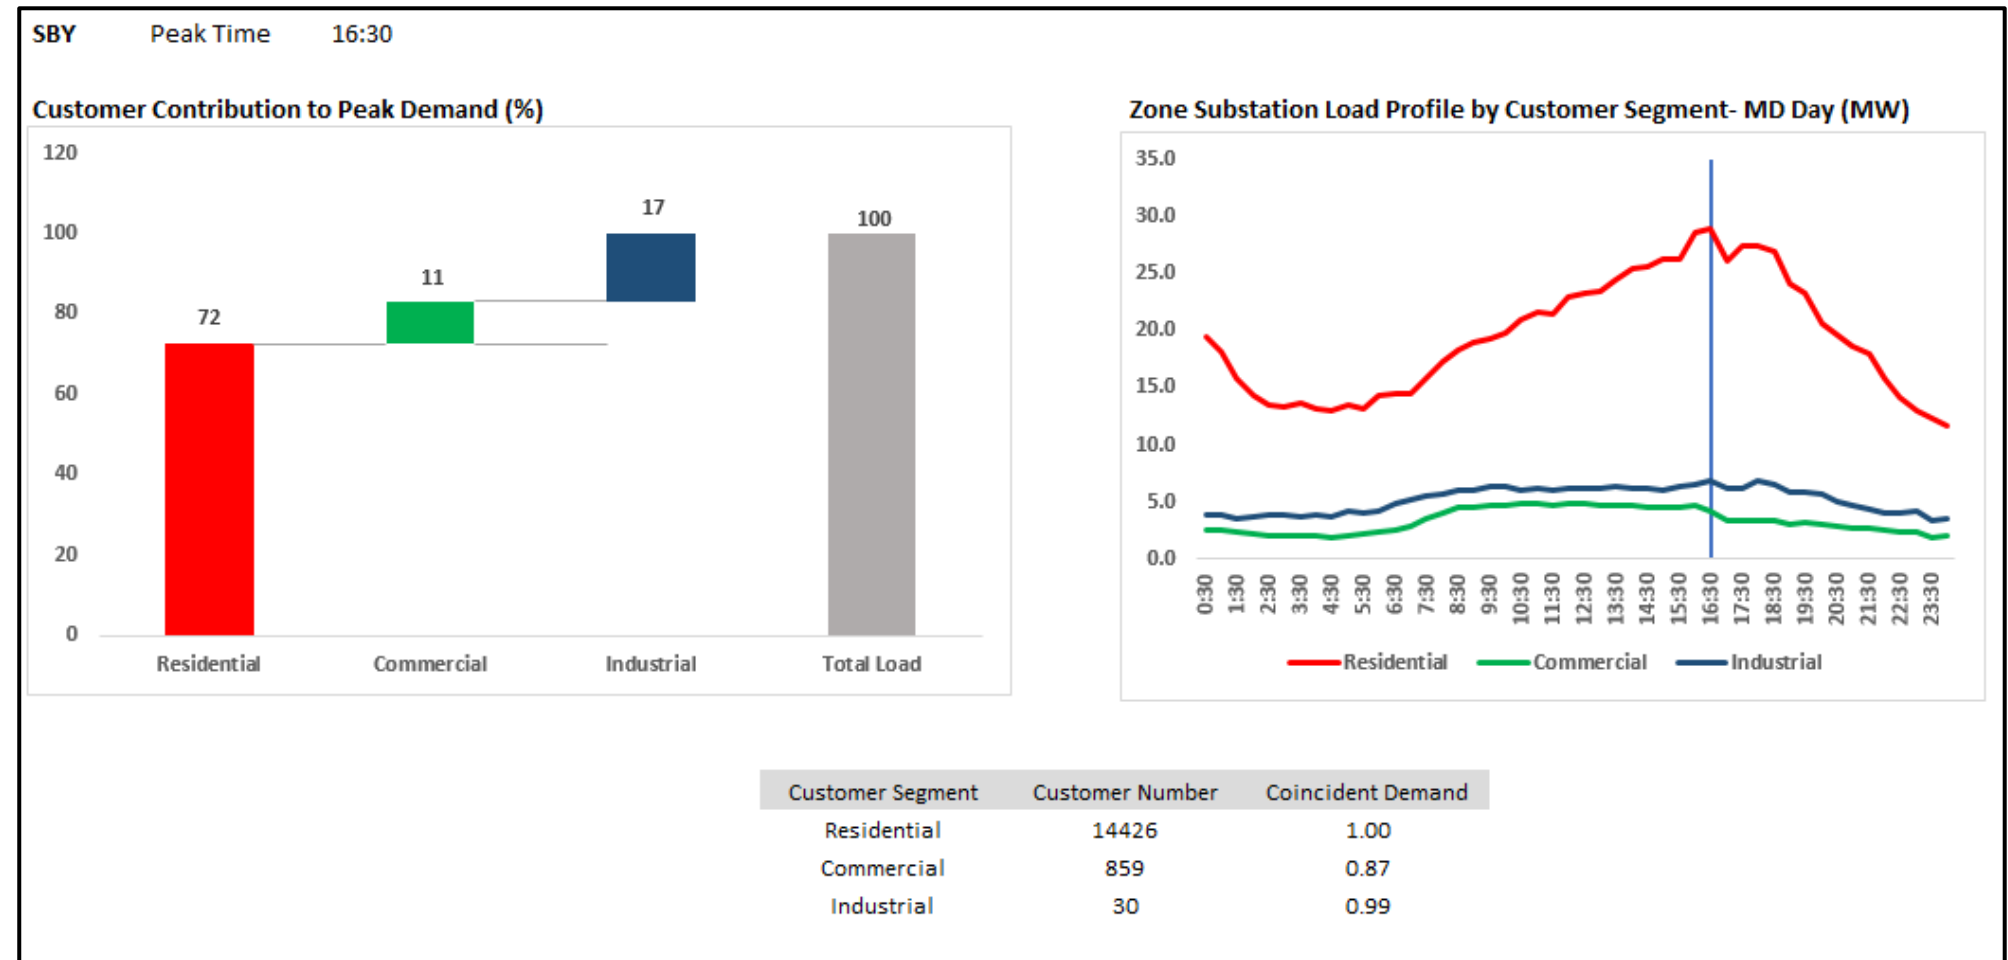 SBY Peak Time 16:30
Customer Contribution to Peak Demand (%)
120
100
80
60
40
20
0
72
11
17
100
Residential Commercial Industrial Total Load
Zone Substation Load Profile by Customer Segment- MD Day (MW)
35.0
30.0
25.0
20.0
15.0
10.0
5.0
0.0
0:30 1:30 2:30 3:30 4:30 5:30 6:30 7:30 8:30 9:30 10:30 11:30 12:30 13:30 14:30 15:30 16:30 17:30 18:30 19:30 20:30 21:30 22:30 23:30
Residential Commercial Industrial
Customer Segment Customer Number Coincident Demand
Residential 14426 1.00
Commercial 859 0.87
Industrial 30 0.99